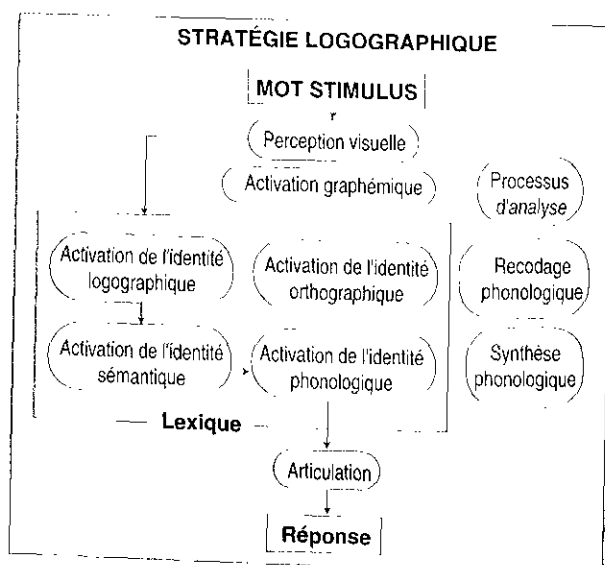 STRATÉGIE LOGOGRAPHIQUE
MOT STIMULUS
Perception visuelle
Activation graphémique
Processus
d'analyse
Activation de l'identité
logographique
Activation de l'identité
orthographique
Recodage
phonologique
Activation de l'identité
sémantique
Activation de l'identité
phonologique
Synthèse
phonologique
Lexique
Articulation
Réponse